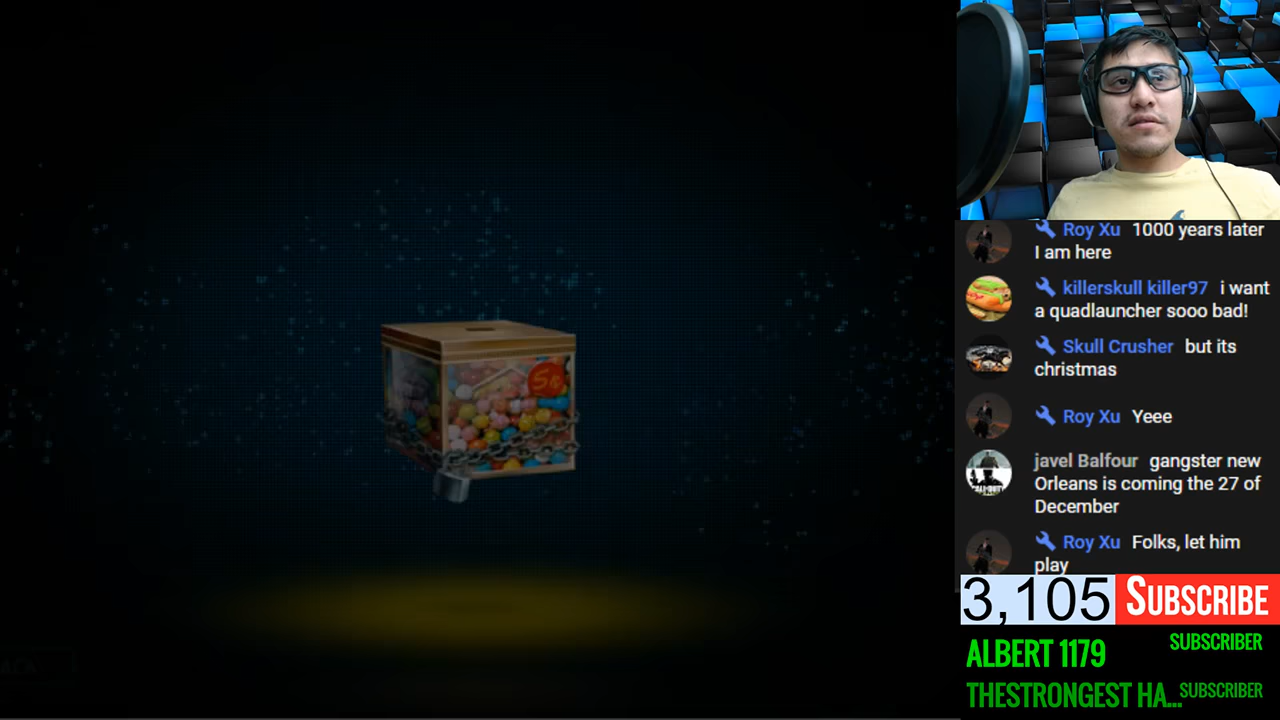 5¢
Roy Xu 1000 years later
I am here
killerskull killer97 i want
a quadlauncher sooo bad!
Skull Crusher but its
christmas
Roy Xu Yeee
javel Balfour gangster new
Orleans is coming the 27 of
December
Roy Xu Folks, let him
play
3,105 SUBSCRIBE
ALBERT 1179 SUBSCRIBER
THESTRONGEST HA... SUBSCRIBER